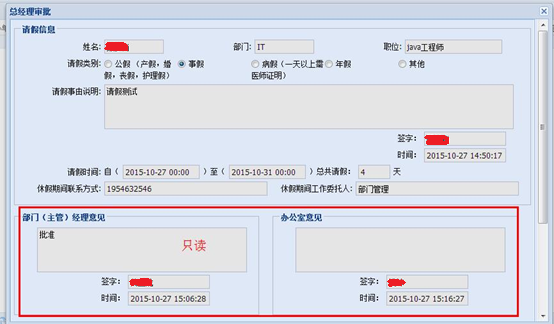 总经理审批
请假信息
姓名:
部门: IT
职位: java工程师
请假类别: 公假（产假，婚假，丧假，护理假） 事假 病假（一天以上需医师证明） 年假 其他
请假事由说明: 请假测试
签字:
时间: 2015-10-27 14:50:17
请假时间: 自（ 2015-10-27 00:00 ）至（ 2015-10-31 00:00 ）总共请假: 4 天
休假期间联系方式: 1954632546 休假期间工作委托人: 部门管理
部门（主管）经理意见
批准
只读
签字:
时间: 2015-10-27 15:06:28
办公室意见
签字:
时间: 2015-10-27 15:16:27